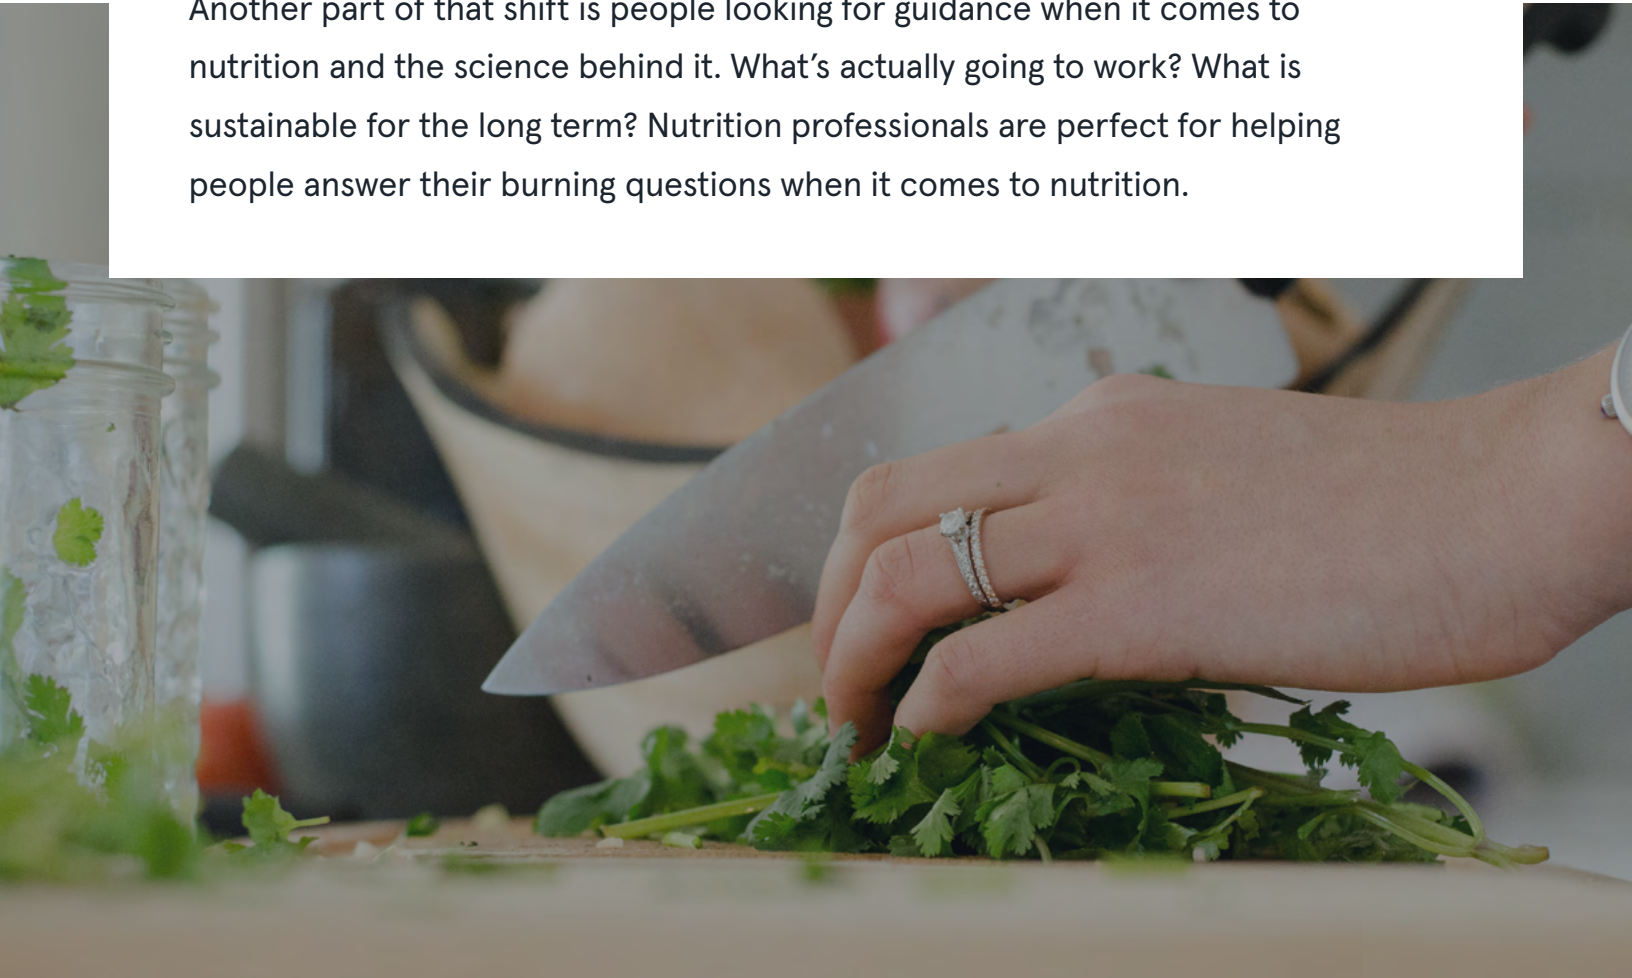 Another part of that shift is people looking for guidance when it comes to
nutrition and the science behind it. What’s actually going to work? What is
sustainable for the long term? Nutrition professionals are perfect for helping
people answer their burning questions when it comes to nutrition.